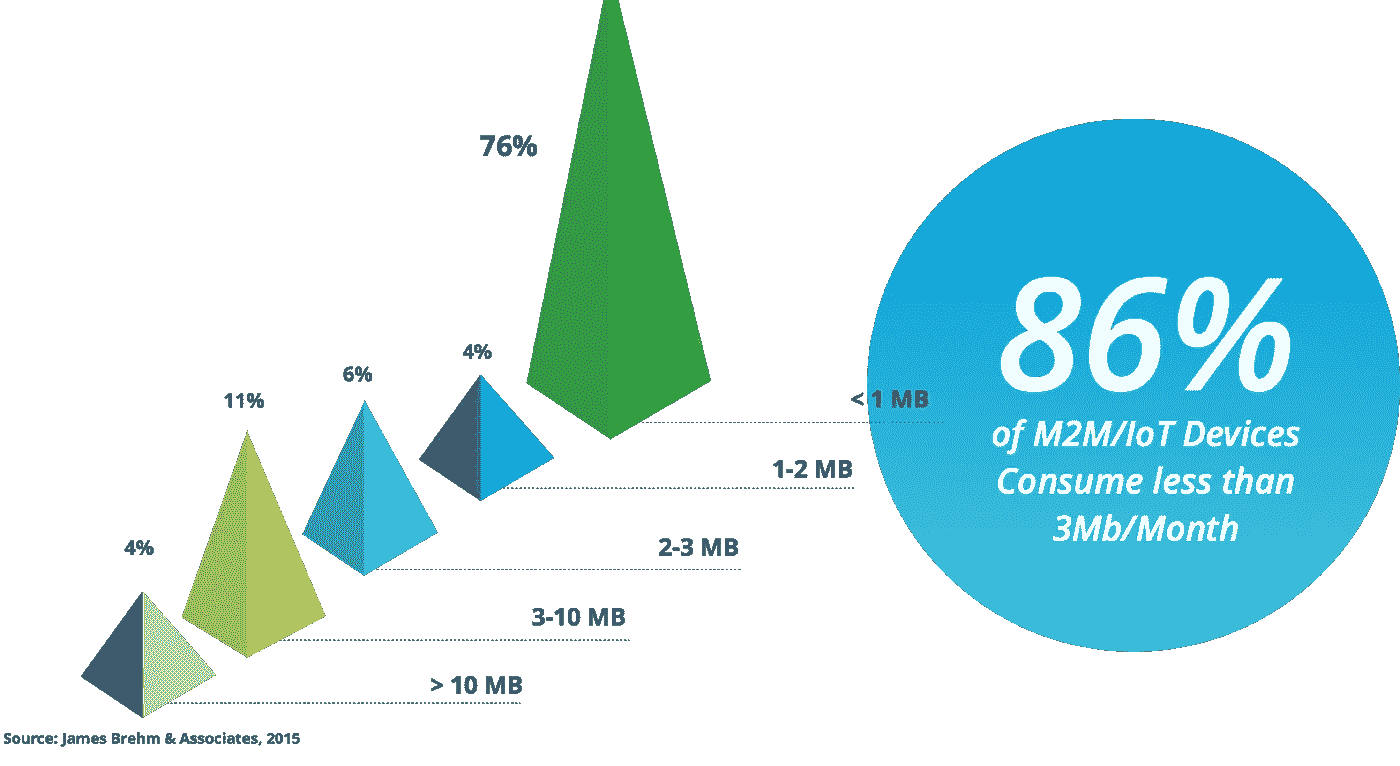 76%
4%
6%
11%
4%
< 1 MB
1-2 MB
2-3 MB
3-10 MB
> 10 MB
86%
of M2M/IoT Devices
Consume less than
3Mb/Month
Source: James Brehm & Associates, 2015